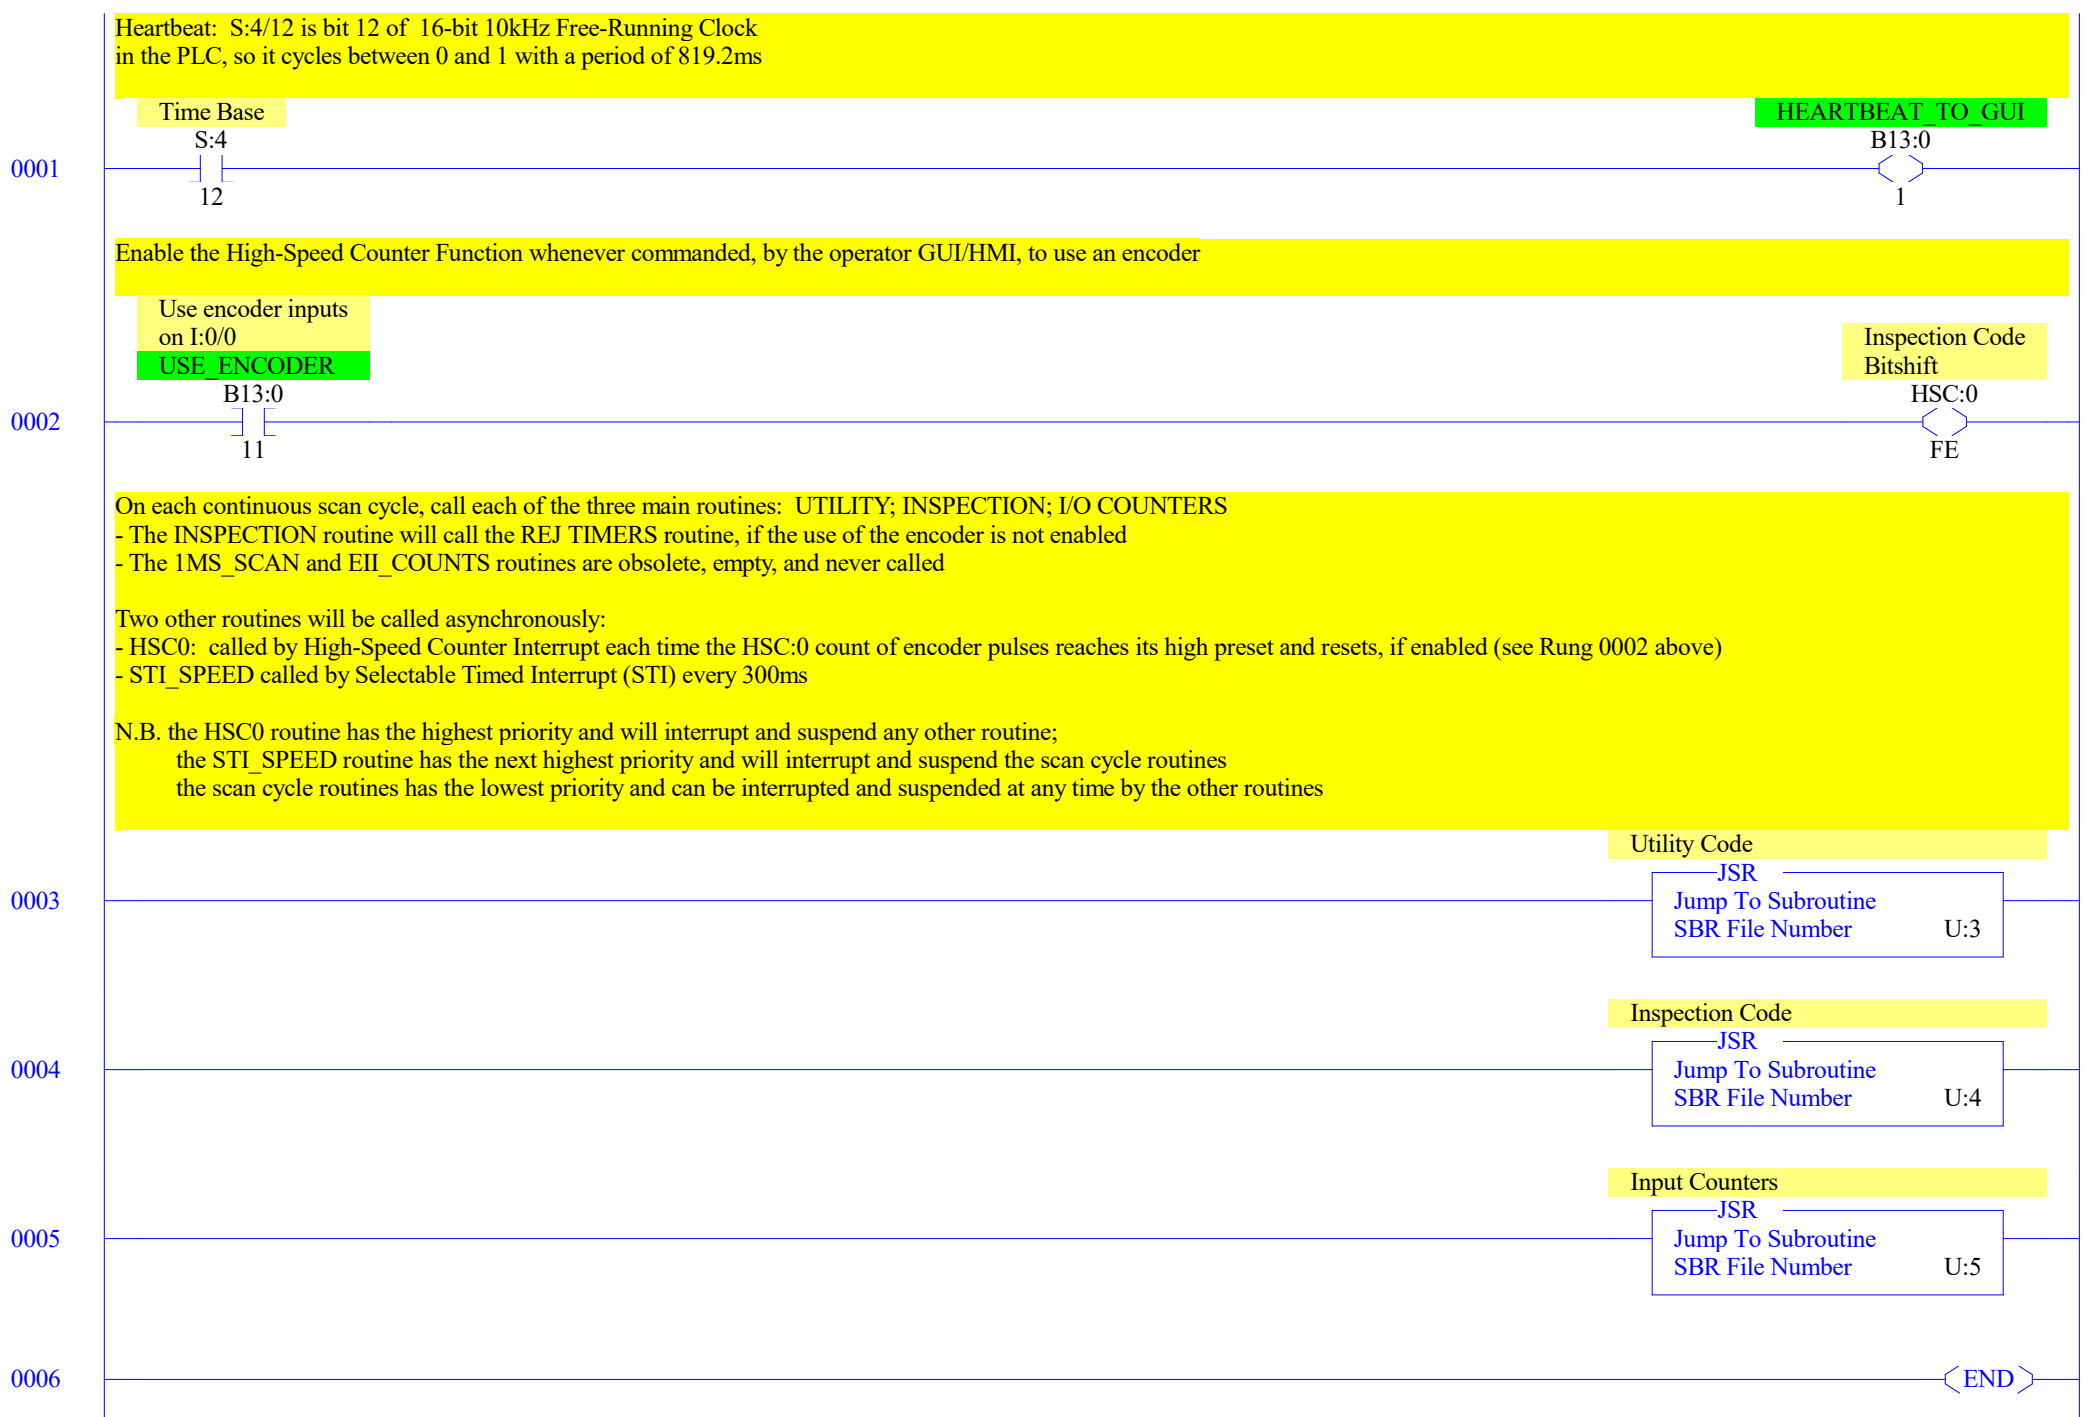 Heartbeat:  S:4/12 is bit 12 of  16-bit 10kHz Free-Running Clock
in the PLC, so it cycles between 0 and 1 with a period of 819.2ms
Time Base
S:4
12
HEARTBEAT_TO_GUI
B13:0
1
0001
Enable the High-Speed Counter Function whenever commanded, by the operator GUI/HMI, to use an encoder
Use encoder inputs
on I:0/0
USE_ENCODER
B13:0
11
Inspection Code
Bitshift
HSC:0
FE
0002
On each continuous scan cycle, call each of the three main routines:  UTILITY; INSPECTION; I/O COUNTERS
- The INSPECTION routine will call the REJ TIMERS routine, if the use of the encoder is not enabled
- The 1MS_SCAN and EII_COUNTS routines are obsolete, empty, and never called
Two other routines will be called asynchronously:
- HSC0:  called by High-Speed Counter Interrupt each time the HSC:0 count of encoder pulses reaches its high preset and resets, if enabled (see Rung 0002 above)
- STI_SPEED called by Selectable Timed Interrupt (STI) every 300ms
N.B. the HSC0 routine has the highest priority and will interrupt and suspend any other routine;
the STI_SPEED routine has the next highest priority and will interrupt and suspend the scan cycle routines
the scan cycle routines has the lowest priority and can be interrupted and suspended at any time by the other routines
Utility Code
JSR
0003
Jump To Subroutine
SBR File Number U:3
Inspection Code
JSR
0004
Jump To Subroutine
SBR File Number U:4
Input Counters
JSR
0005
Jump To Subroutine
SBR File Number U:5
0006
END